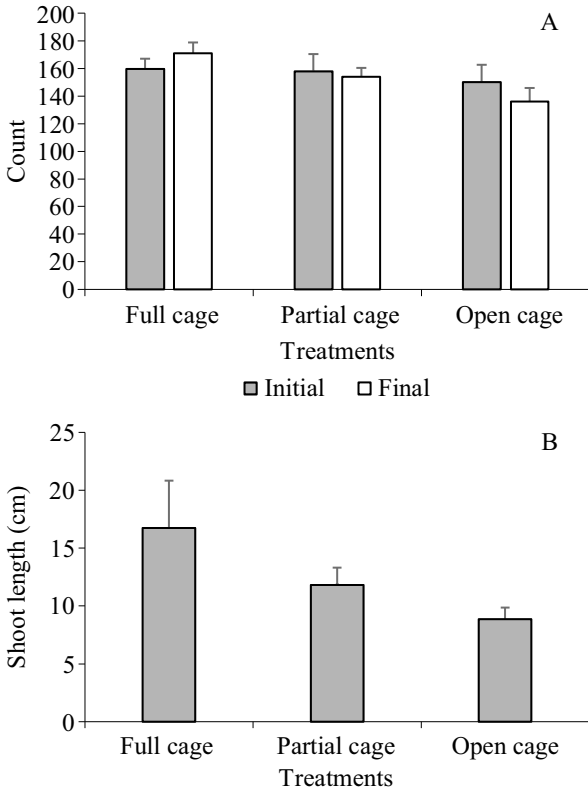 200
180
160
140
120
100
80
60
40
20
0
Count
A
Full cage Partial cage Open cage
Treatments
Initial Final
25
20
15
10
5
0
Shoot length (cm)
B
Full cage Partial cage Open cage
Treatments